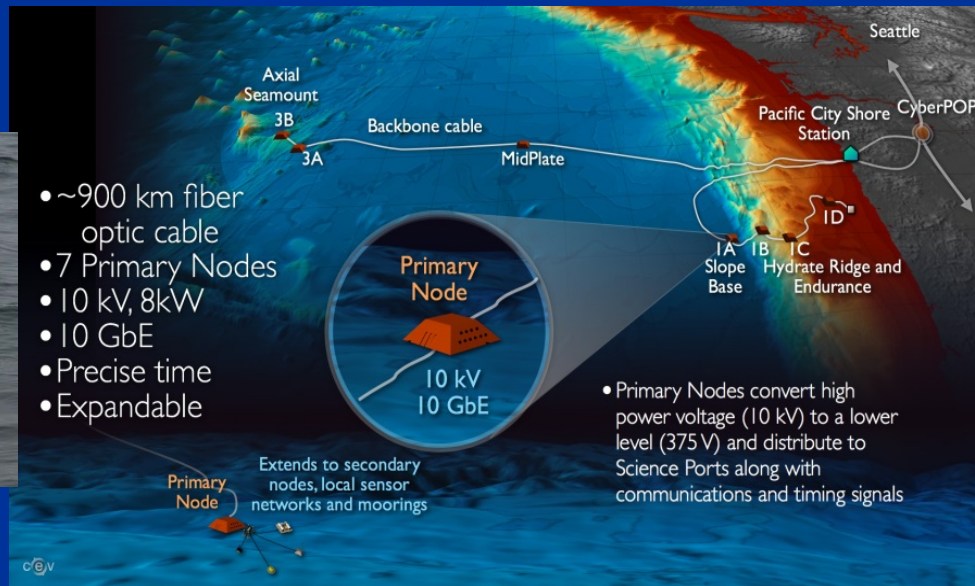 Seattle
Axial
Seamount
3B
3A
Backbone cable
MidPlate
Pacific City Shore
Station
CyberPOP
1D
1A
1B
1C
Slope
Base
Hydrate Ridge and
Endurance
•~900 km fiber
optic cable
•7 Primary Nodes
•10 kV, 8kW
•10 GbE
•Precise time
•Expandable
Primary
Node
10 kV
10 GbE
• Primary Nodes convert high
power voltage (10 kV) to a lower
level (375 V) and distribute to
Science Ports along with
communications and timing signals
Primary
Node
Extends to secondary
nodes, local sensor
networks and moorings
cev